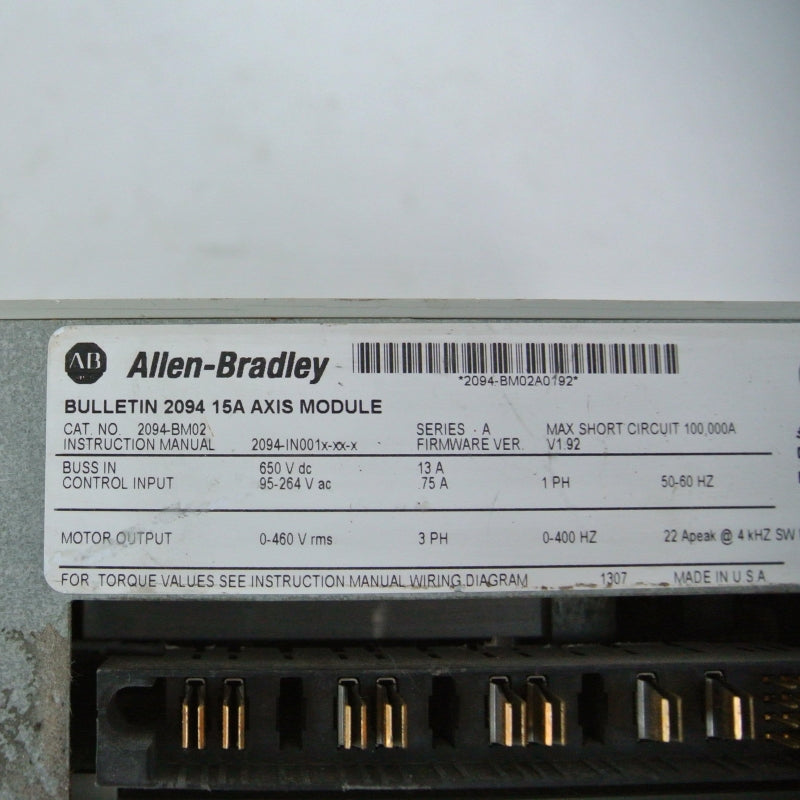 AB Allen-Bradley
*2094-BM02A0192*
BULLETIN 2094 15A AXIS MODULE
CAT. NO. 2094-BM02 SERIES A MAX SHORT CIRCUIT 100,000A
INSTRUCTION MANUAL 2094-IN001x-xx-x FIRMWARE VER. V1.92
BUSS IN 650 V dc 13 A
CONTROL INPUT 95-264 V ac .75 A 1 PH 50-60 HZ
MOTOR OUTPUT 0-460 V rms 3 PH 0-400 HZ 22 Apeak @ 4 kHZ SW
FOR TORQUE VALUES SEE INSTRUCTION MANUAL WIRING DIAGRAM 1307 MADE IN U.S.A.